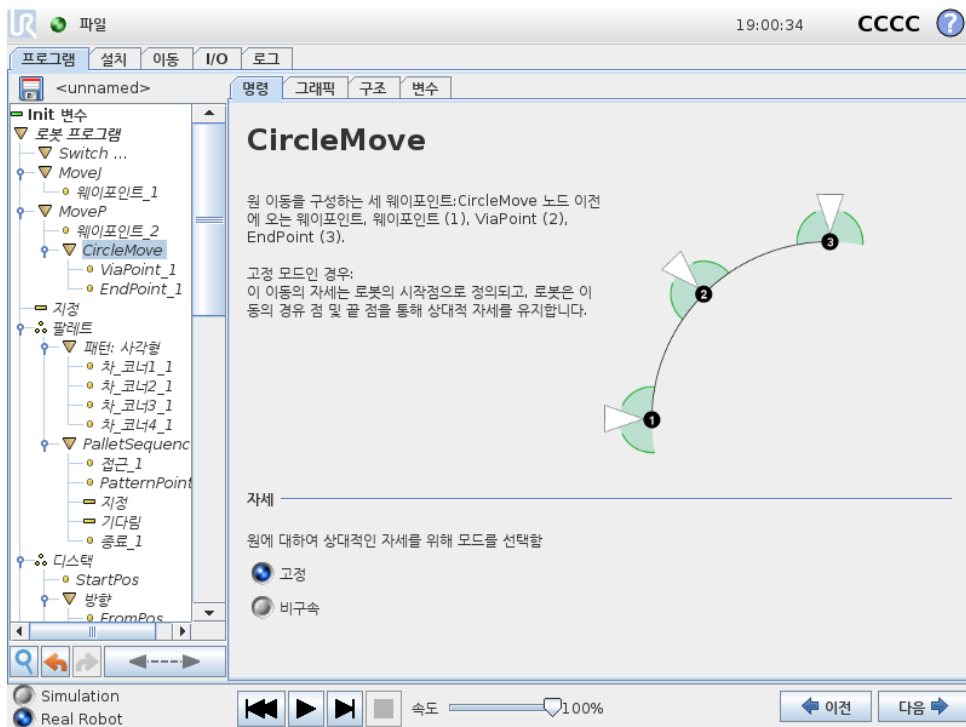 UR 파일 19:00:34 CCCC ?
프로그램 설치 이동 I/O 로그
<unnamed>
명령 그래픽 구조 변수
Init 변수
로봇 프로그램
Switch ...
MoveJ
웨이포인트_1
MoveP
웨이포인트_2
CircleMove
ViaPoint_1
EndPoint_1
지정
팔레트
패턴: 사각형
차_코너1_1
차_코너2_1
차_코너3_1
차_코너4_1
PalletSequenc
접근_1
PatternPoint
지정
기다림
종료_1
디스택
StartPos
방향
FromPos
CircleMove
원 이동을 구성하는 세 웨이포인트:CircleMove 노드 이전
에 오는 웨이포인트, 웨이포인트 (1), ViaPoint (2),
EndPoint (3).
고정 모드인 경우:
이 이동의 자세는 로봇의 시작점으로 정의되고, 로봇은 이
동의 경유 점 및 끝 점을 통해 상대적 자세를 유지합니다.
3
2
1
자세
원에 대하여 상대적인 자세를 위해 모드를 선택함
고정
비구속
Simulation
Real Robot
속도 100%
이전 다음